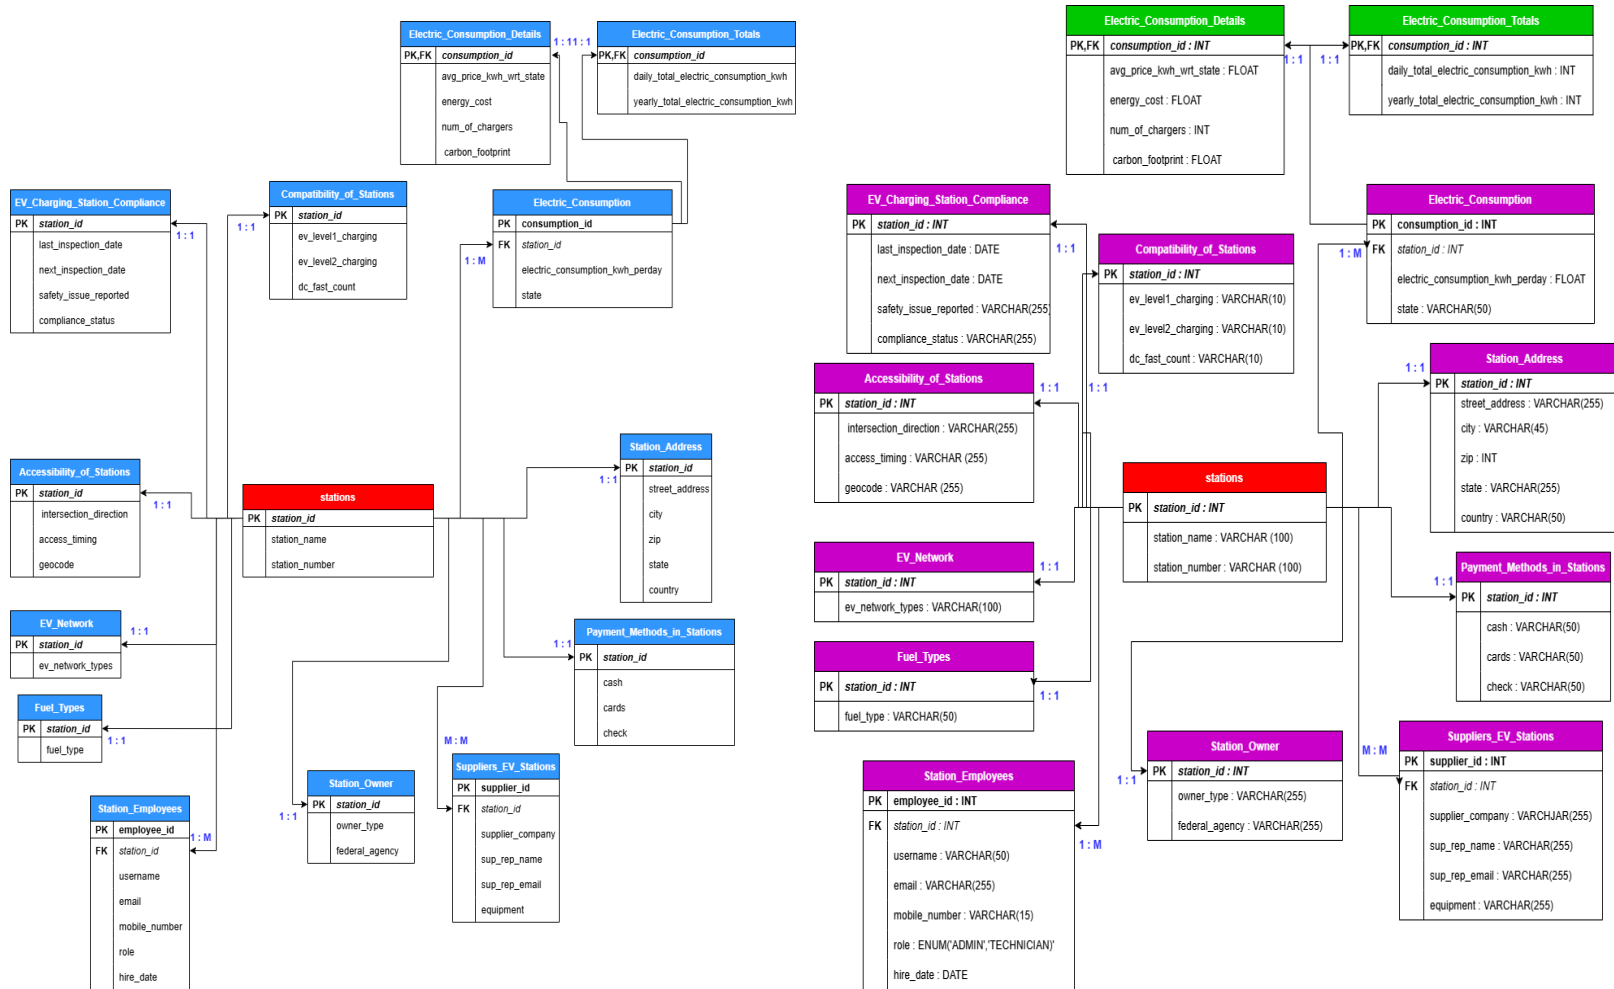 Electric_Consumption_Details
PK,FK consumption_id
avg_price_kwh_wrt_state
energy_cost
num_of_chargers
carbon_footprint
1 : 1
1 : 1
Electric_Consumption_Totals
PK,FK consumption_id
daily_total_electric_consumption_kwh
yearly_total_electric_consumption_kwh
EV_Charging_Station_Compliance
PK station_id
last_inspection_date
next_inspection_date
safety_issue_reported
compliance_status
1 : 1
Compatibility_of_Stations
PK station_id
ev_level1_charging
ev_level2_charging
dc_fast_count
1 : 1
Electric_Consumption
PK consumption_id
FK station_id
electric_consumption_kwh_perday
state
1 : M
Accessibility_of_Stations
PK station_id
intersection_direction
access_timing
geocode
1 : 1
stations
PK station_id
station_name
station_number
Station_Address
PK station_id
street_address
city
zip
state
country
1 : 1
EV_Network
PK station_id
ev_network_types
1 : 1
Payment_Methods_in_Stations
PK station_id
cash
cards
check
1 : 1
Fuel_Types
PK station_id
fuel_type
1 : 1
Station_Owner
PK station_id
owner_type
federal_agency
1 : 1
Suppliers_EV_Stations
PK supplier_id
FK station_id
supplier_company
sup_rep_name
sup_rep_email
equipment
M : M
Station_Employees
PK employee_id
FK station_id
username
email
mobile_number
role
hire_date
1 : M
Electric_Consumption_Details
PK,FK consumption_id : INT
avg_price_kwh_wrt_state : FLOAT
energy_cost : FLOAT
num_of_chargers : INT
carbon_footprint : FLOAT
1 : 1
1 : 1
Electric_Consumption_Totals
PK,FK consumption_id : INT
daily_total_electric_consumption_kwh : INT
yearly_total_electric_consumption_kwh : INT
EV_Charging_Station_Compliance
PK station_id : INT
last_inspection_date : DATE
next_inspection_date : DATE
safety_issue_reported : VARCHAR(255)
compliance_status : VARCHAR(255)
1 : 1
Compatibility_of_Stations
PK station_id : INT
ev_level1_charging : VARCHAR(10)
ev_level2_charging : VARCHAR(10)
dc_fast_count : VARCHAR(10)
1 : 1
Electric_Consumption
PK consumption_id : INT
FK station_id : INT
electric_consumption_kwh_perday : FLOAT
state : VARCHAR(50)
1 : M
Accessibility_of_Stations
PK station_id : INT
intersection_direction : VARCHAR(255)
access_timing : VARCHAR (255)
geocode : VARCHAR (255)
1 : 1
Station_Address
PK station_id : INT
street_address : VARCHAR(255)
city : VARCHAR(45)
zip : INT
state : VARCHAR(255)
country : VARCHAR(50)
1 : 1
stations
PK station_id : INT
station_name : VARCHAR (100)
station_number : VARCHAR (100)
EV_Network
PK station_id : INT
ev_network_types : VARCHAR(100)
1 : 1
Payment_Methods_in_Stations
PK station_id : INT
cash : VARCHAR(50)
cards : VARCHAR(50)
check : VARCHAR(50)
1 : 1
Fuel_Types
PK station_id : INT
fuel_type : VARCHAR(50)
1 : 1
Station_Owner
PK station_id : INT
owner_type : VARCHAR(255)
federal_agency : VARCHAR(255)
1 : 1
Suppliers_EV_Stations
PK supplier_id : INT
FK station_id : INT
supplier_company : VARCHJAR(255)
sup_rep_name : VARCHAR(255)
sup_rep_email : VARCHAR(255)
equipment : VARCHAR(255)
M : M
Station_Employees
PK employee_id : INT
FK station_id : INT
username : VARCHAR(50)
email : VARCHAR(255)
mobile_number : VARCHAR(15)
role : ENUM('ADMIN','TECHNICIAN)'
hire_date : DATE
1 : M